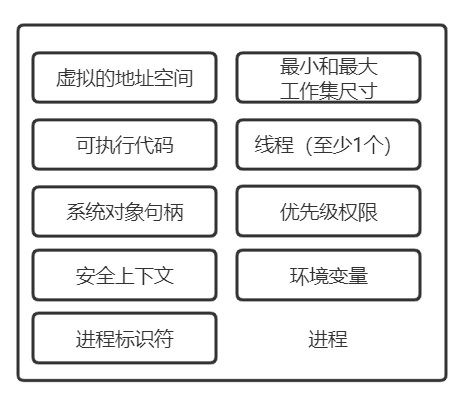 虚拟的地址空间
最小和最大
工作集尺寸
可执行代码
线程（至少1个）
系统对象句柄
优先级权限
安全上下文
环境变量
进程标识符
进程